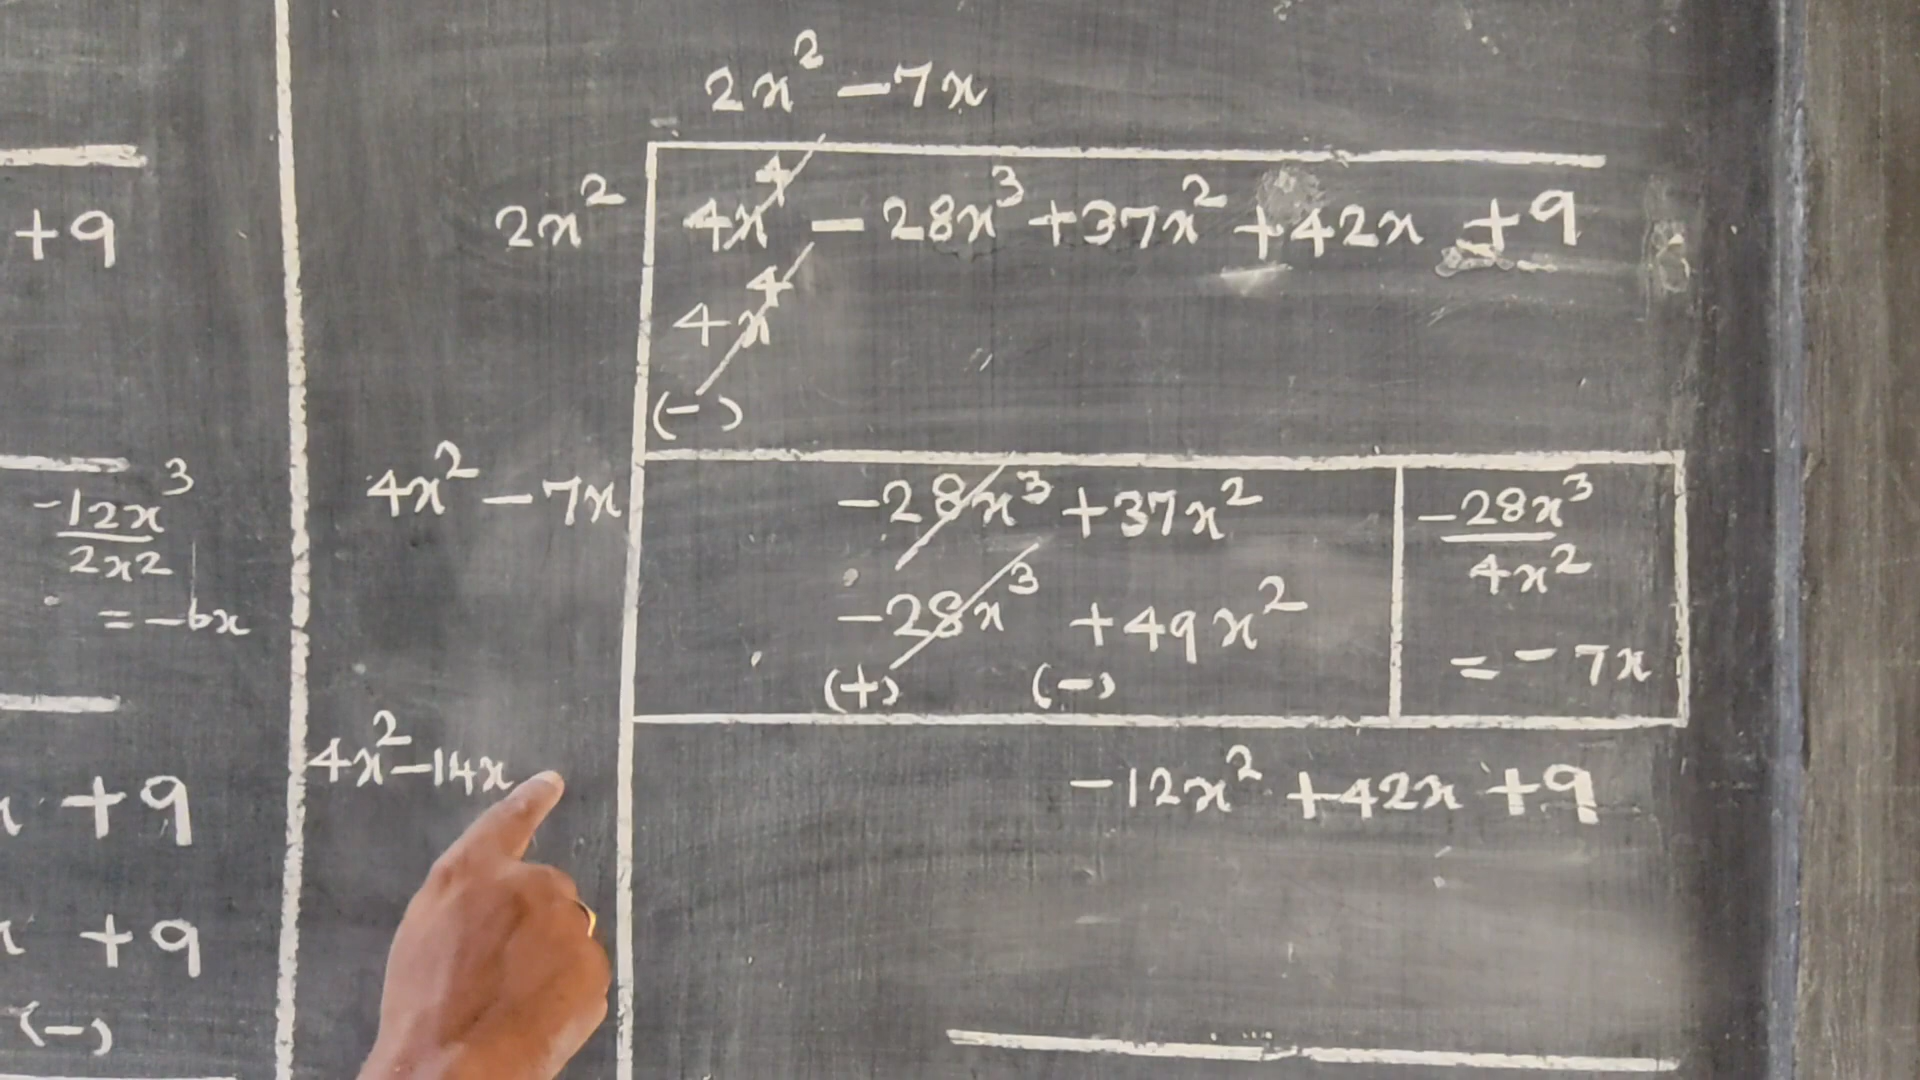 2x² - 7x
2x² 4x⁴ - 28x³ + 37x² + 42x + 9
4x⁴
(-)
4x² - 7x -28x³ + 37x² -28x³/4x²
-28x³ + 49x² = -7x
(+) (-)
4x² - 14x -12x² + 42x + 9
+9
-12x³/2x²
= -6x
x + 9
x + 9
(-)